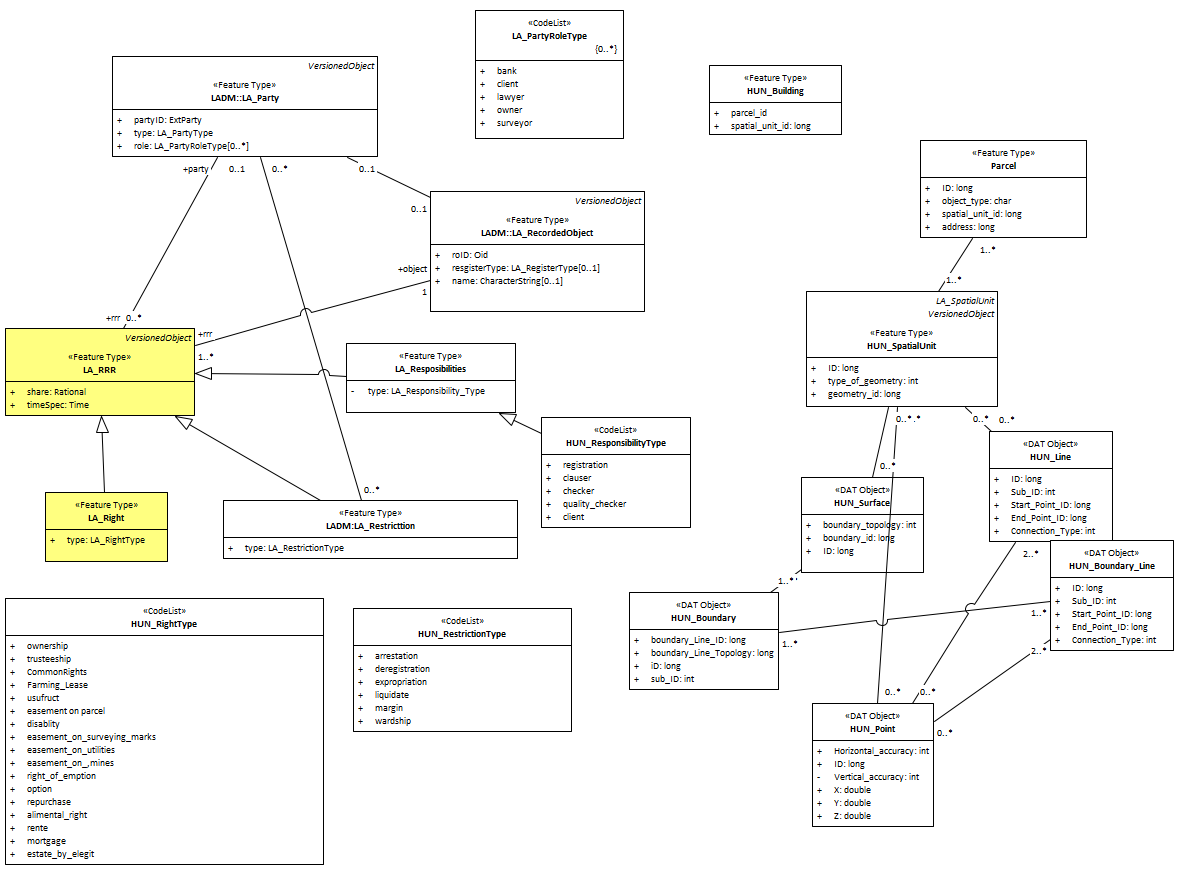 «CodeList»
LA_PartyRoleType
{0..*}
+ bank
+ client
+ lawyer
+ owner
+ surveyor
VersionedObject
«Feature Type»
LADM::LA_Party
+ partyID: ExtParty
+ type: LA_PartyType
+ role: LA_PartyRoleType[0..*]
+party
0..1
0..*
0..1
«Feature Type»
HUN_Building
+ parcel_id
+ spatial_unit_id: long
«Feature Type»
Parcel
+ ID: long
+ object_type: char
+ spatial_unit_id: long
+ address: long
1..*
1..*
0..1
VersionedObject
«Feature Type»
LADM::LA_RecordedObject
+ roID: Oid
+ resgisterType: LA_RegisterType[0..1]
+ name: CharacterString[0..1]
+object
1
+rrr 0..*
+rrr
1..*
VersionedObject
«Feature Type»
LA_RRR
+ share: Rational
+ timeSpec: Time
«Feature Type»
LA_Resposibilities
- type: LA_Responsibility_Type
LA_SpatialUnit
VersionedObject
«Feature Type»
HUN_SpatialUnit
+ ID: long
+ type_of_geometry: int
+ geometry_id: long
0..*.*
0..*
0..*
0..*
«CodeList»
HUN_ResponsibilityType
+ registration
+ clauser
+ checker
+ quality_checker
+ client
«DAT Object»
HUN_Line
+ ID: long
+ Sub_ID: int
+ Start_Point_ID: long
+ End_Point_ID: long
+ Connection_Type: int
2..*
«Feature Type»
LA_Right
+ type: LA_RightType
0..*
«Feature Type»
LADM:LA_Restricttion
+ type: LA_RestrictionType
«DAT Object»
HUN_Surface
+ boundary_topology: int
+ boundary_id: long
+ ID: long
1..*
«DAT Object»
HUN_Boundary_Line
+ ID: long
+ Sub_ID: int
+ Start_Point_ID: long
+ End_Point_ID: long
+ Connection_Type: int
1..*
2..*
«DAT Object»
HUN_Boundary
+ boundary_Line_ID: long
+ boundary_Line_Topology: long
+ iD: long
+ sub_ID: int
1..*
«CodeList»
HUN_RightType
+ ownership
+ trusteeship
+ CommonRights
+ Farming_Lease
+ usufruct
+ easement on parcel
+ disablity
+ easement_on_surveying_marks
+ easement_on_utilities
+ easement_on_,mines
+ right_of_emption
+ option
+ repurchase
+ alimental_right
+ rente
+ mortgage
+ estate_by_elegit
«CodeList»
HUN_RestrictionType
+ arrestation
+ deregistration
+ expropriation
+ liquidate
+ margin
+ wardship
0..*
0..*
0..*
«DAT Object»
HUN_Point
+ Horizontal_accuracy: int
+ ID: long
- Vertical_accuracy: int
+ X: double
+ Y: double
+ Z: double